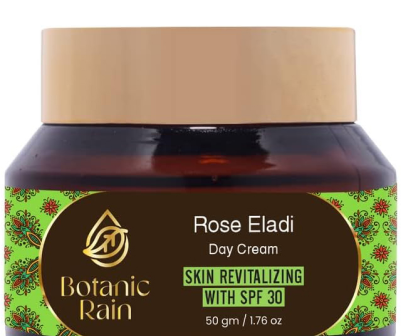 Rose Eladi
Day Cream
SKIN REVITALIZING
WITH SPF 30
50 gm / 1.76 oz
Botanic
Rain